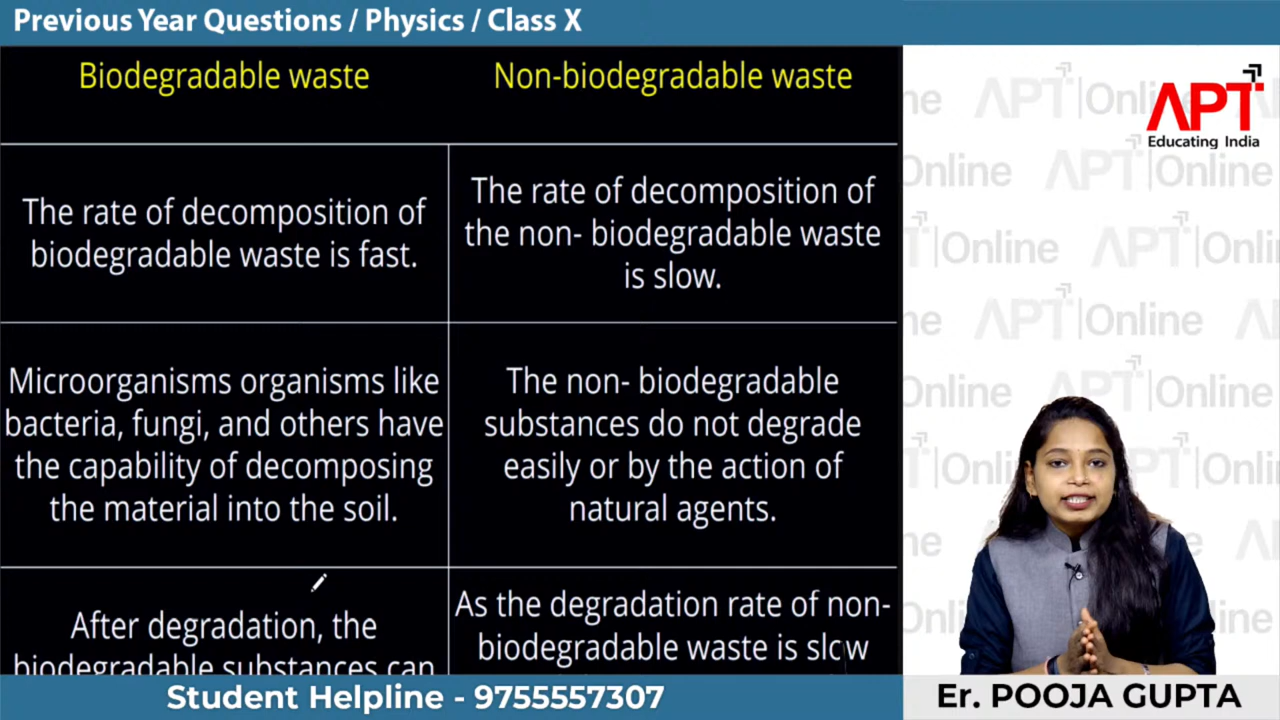 Previous Year Questions / Physics / Class X
Biodegradable waste
Non-biodegradable waste
The rate of decomposition of
biodegradable waste is fast.
The rate of decomposition of
the non- biodegradable waste
is slow.
Microorganisms organisms like
bacteria, fungi, and others have
the capability of decomposing
the material into the soil.
The non- biodegradable
substances do not degrade
easily or by the action of
natural agents.
After degradation, the
biodegradable substances can
As the degradation rate of non-
biodegradable waste is slow
APT
Educating India
Student Helpline - 9755557307
Er. POOJA GUPTA